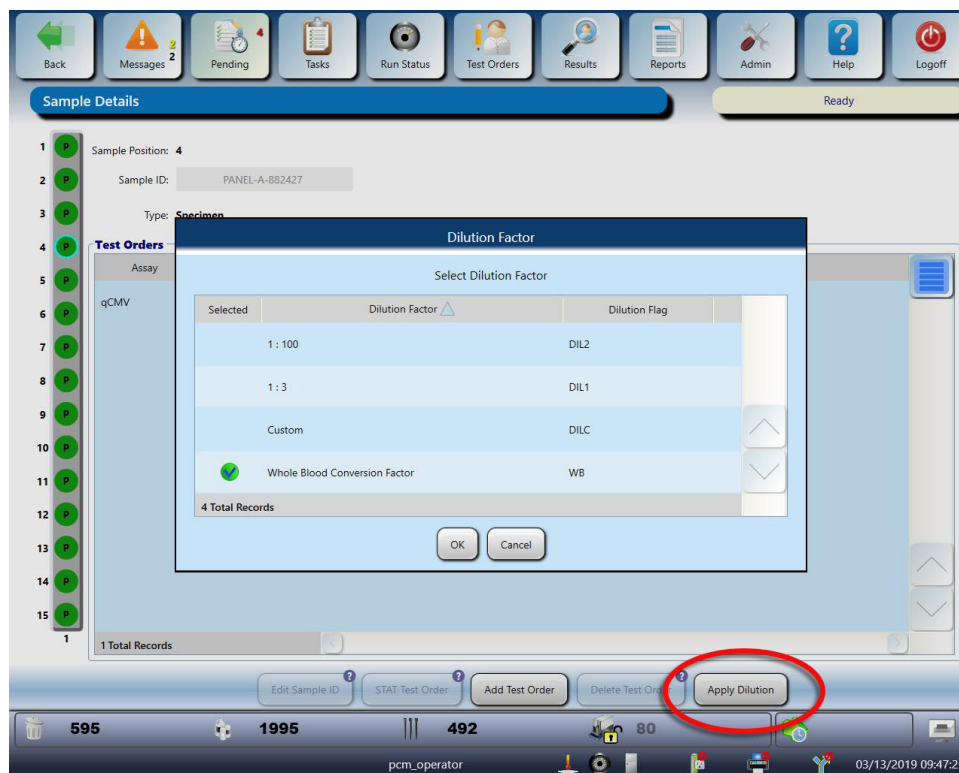 Back
Messages
2
2
Pending
4
Tasks
Run Status
Test Orders
Results
Reports
Admin
?
Help
Logoff
Sample Details
Ready
1 P
2 P
3 P
4 P
5 P
6 P
7 P
8 P
9 P
10 P
11 P
12 P
13 P
14 P
15 P
1
Sample Position: 4
Sample ID: PANEL-A-882427
Type: Specimen
Test Orders
Assay
qCMV
Dilution Factor
Select Dilution Factor
Selected Dilution Factor Dilution Flag
1 : 100 DIL2
1 : 3 DIL1
Custom DILC
Whole Blood Conversion Factor WB
4 Total Records
OK Cancel
1 Total Records
Edit Sample ID ? STAT Test Order ? Add Test Order Delete Test Order ? Apply Dilution
595 1995 492 80
pcm_operator 03/13/2019 09:47:2